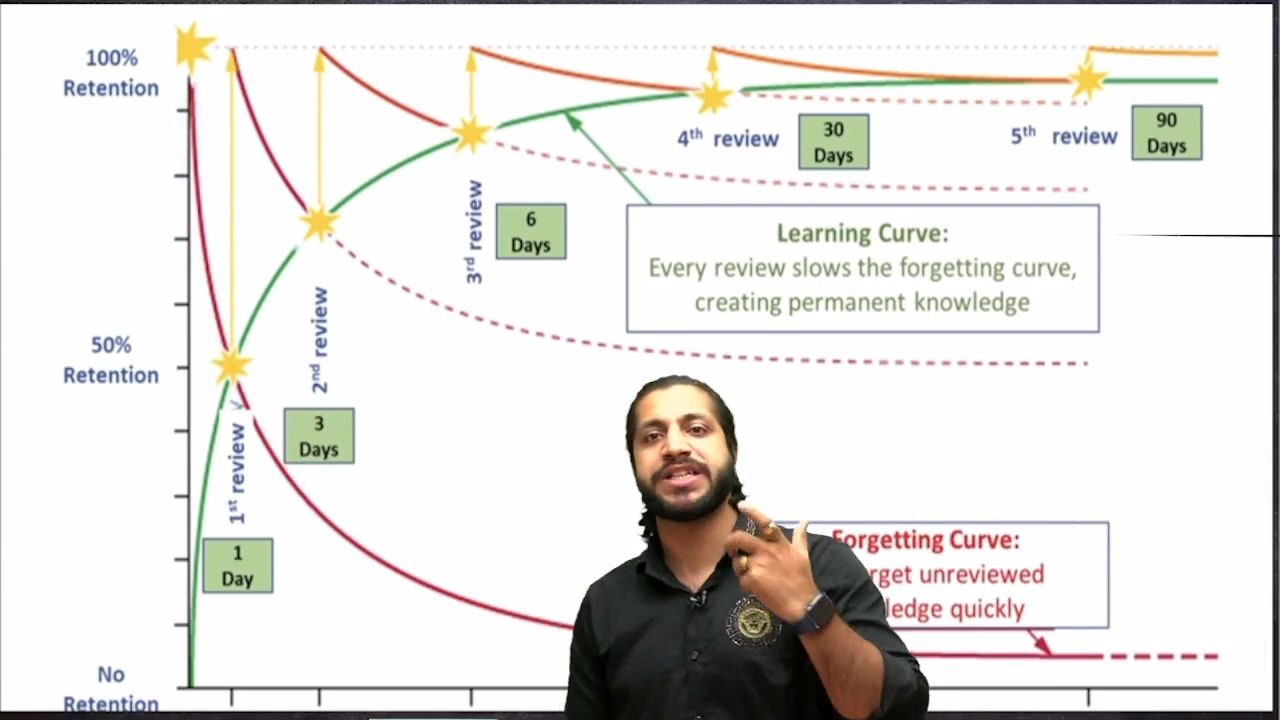 100%
Retention
50%
Retention
No
Retention
1st review
1
Day
2nd review
3
Days
3rd review
6
Days
4th review
30
Days
5th review
90
Days
Learning Curve:
Every review slows the forgetting curve,
creating permanent knowledge
Forgetting Curve:
unreviewed
quickly